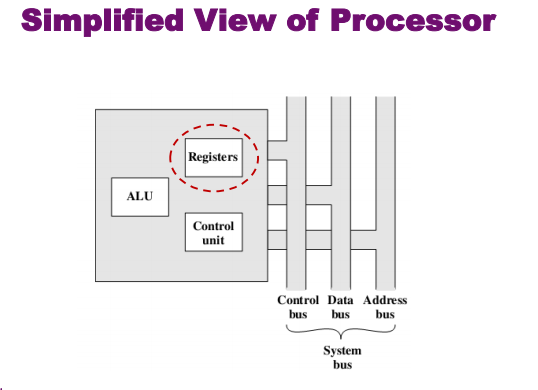 Simplified View of Processor
Registers
ALU
Control
unit
Control
bus
Data
bus
Address
bus
System
bus